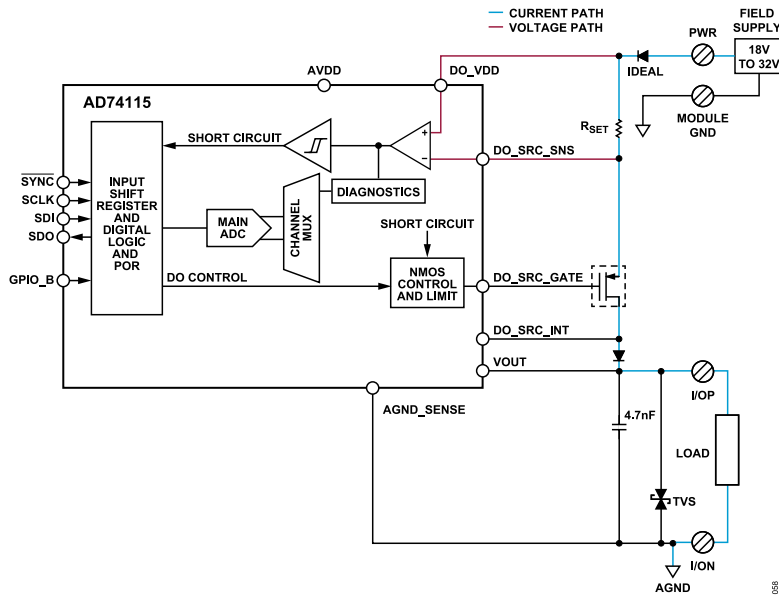 CURRENT PATH
VOLTAGE PATH
FIELD
SUPPLY
PWR
18V
TO 32V
IDEAL
MODULE
GND
AVDD
DO_VDD
AD74115
RSET
SHORT CIRCUIT
+
−
DO_SRC_SNS
DIAGNOSTICS
SYNC
SCLK
SDI
SDO
GPIO_B
INPUT
SHIFT
REGISTER
AND
DIGITAL
LOGIC
AND
POR
MAIN
ADC
CHANNEL
MUX
SHORT CIRCUIT
DO CONTROL
NMOS
CONTROL
AND LIMIT
DO_SRC_GATE
DO_SRC_INT
VOUT
AGND_SENSE
4.7nF
TVS
I/OP
LOAD
I/ON
AGND
058